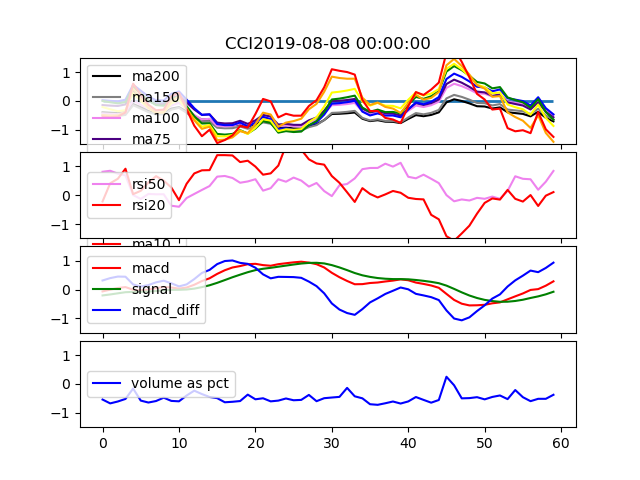 CCI2019-08-08 00:00:00
1
0
−1
ma200
ma150
ma100
ma75
1
0
−1
rsi50
rsi20
ma10
1
0
−1
macd
signal
macd_diff
1
0
−1
volume as pct
0 10 20 30 40 50 60